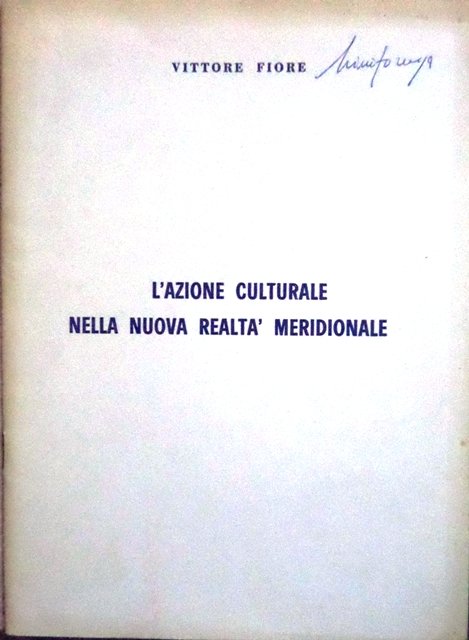 VITTORE FIORE
L'AZIONE CULTURALE
NELLA NUOVA REALTA' MERIDIONALE